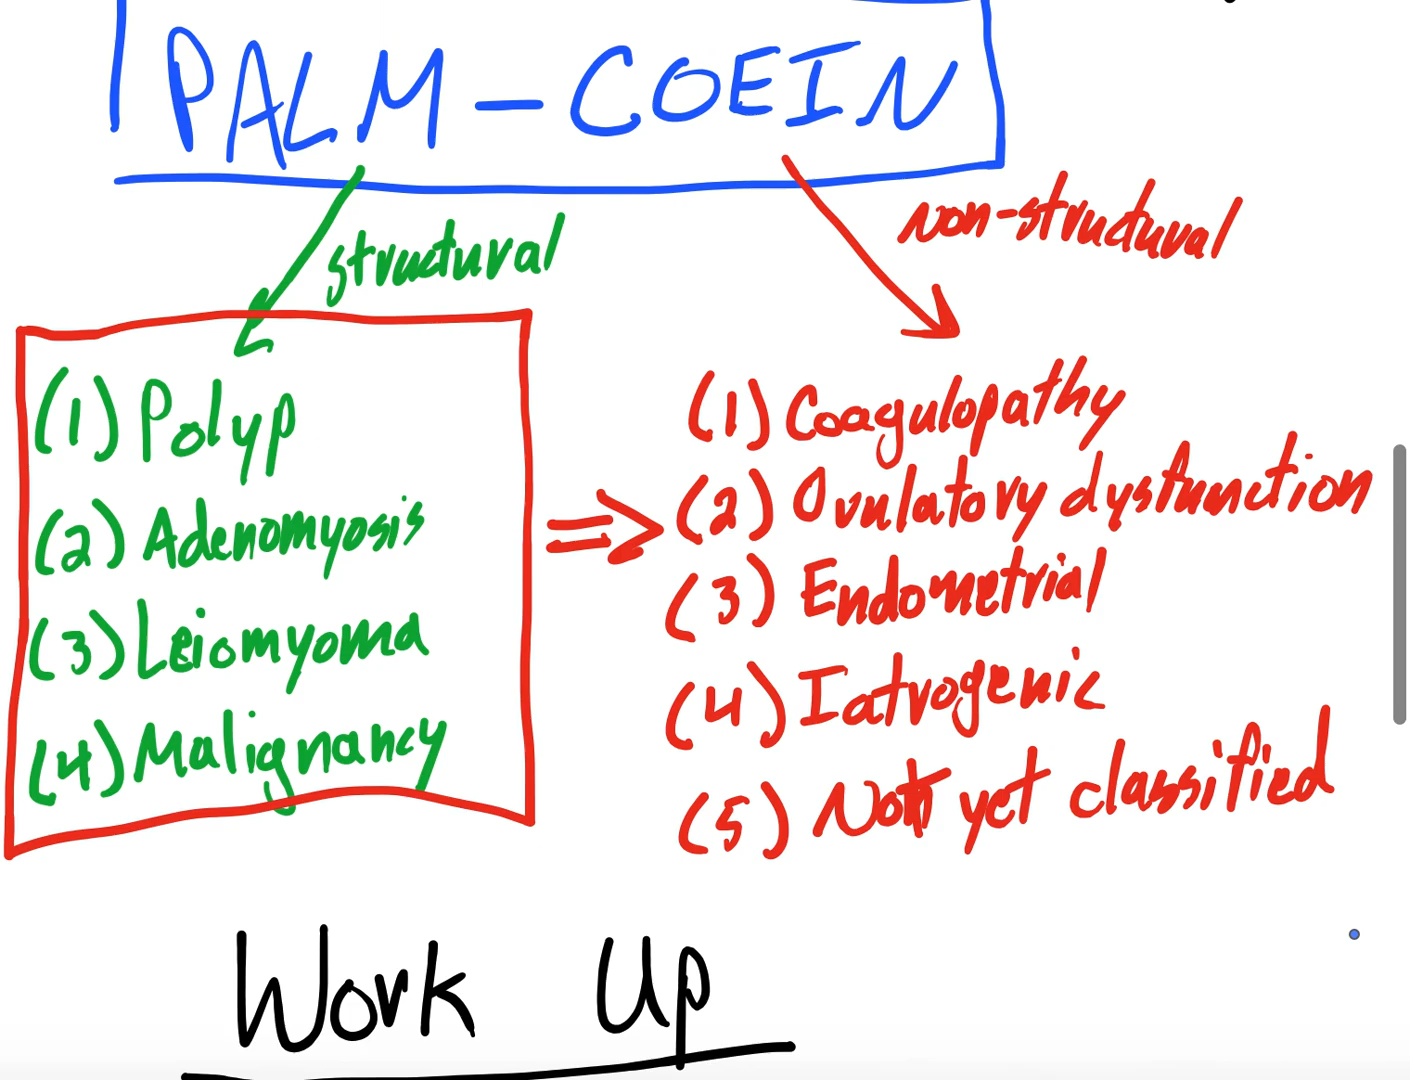 PALM-COEIN
structural
non-structural
(1) Polyp
(2) Adenomyosis
(3) Leiomyoma
(4) Malignancy
(1) Coagulopathy
(2) Ovulatory dysfunction
(3) Endometrial
(4) Iatrogenic
(5) Not yet classified
Work Up